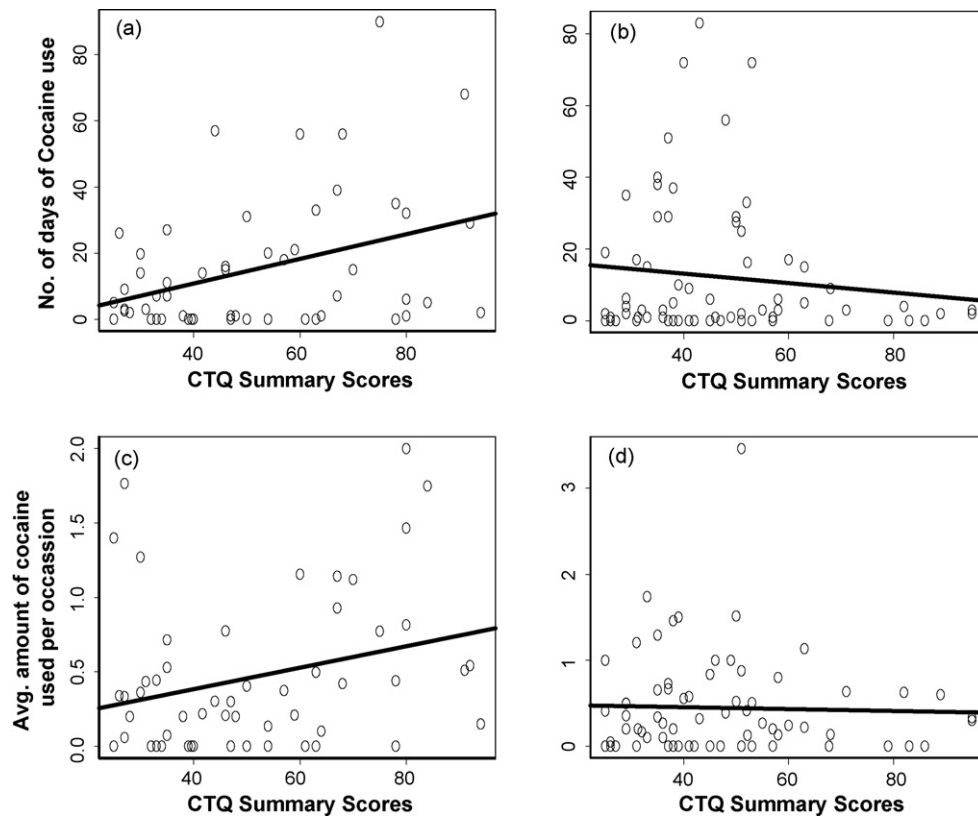 (a)
(b)
No. of days of Cocaine use
0 20 40 60 80
0 20 40 60 80
40 60 80
40 60 80
CTQ Summary Scores
CTQ Summary Scores
(c)
(d)
Avg. amount of cocaine
used per occassion
0.0 0.5 1.0 1.5 2.0
0 1 2 3
40 60 80
40 60 80
CTQ Summary Scores
CTQ Summary Scores